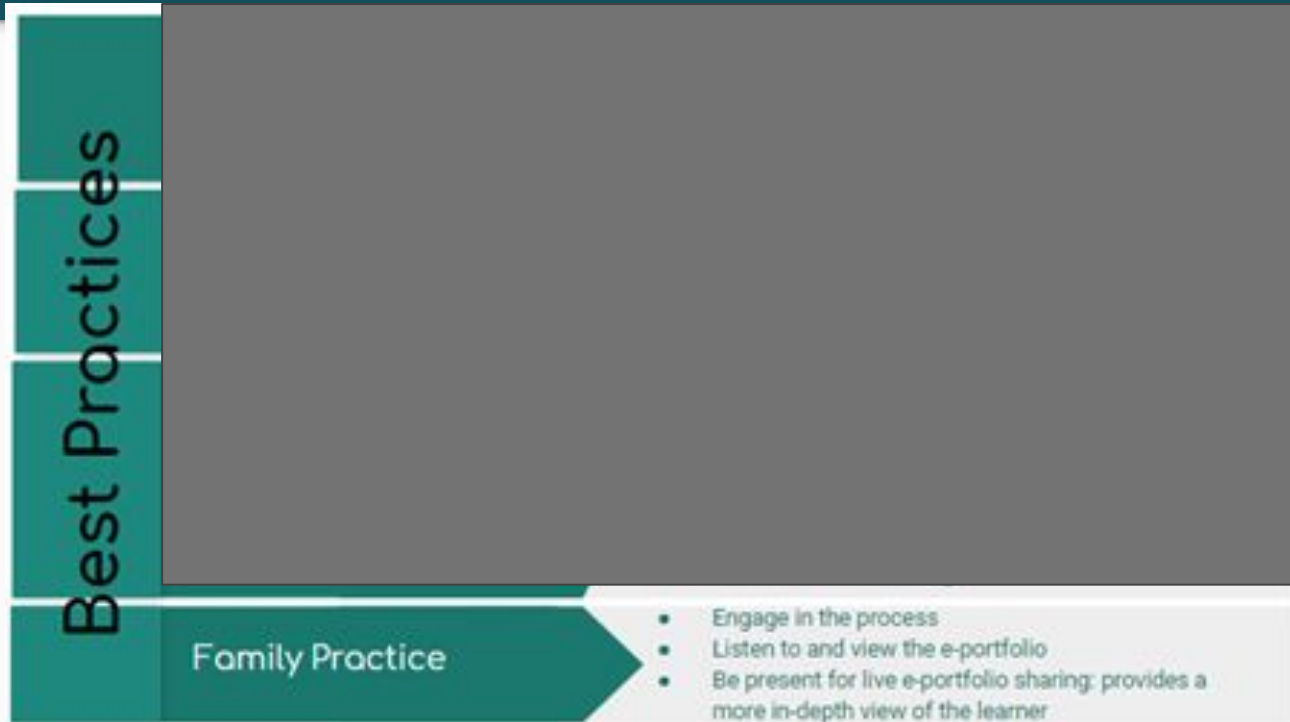 Best Practices
Family Practice
• Engage in the process
• Listen to and view the e-portfolio
• Be present for live e-portfolio sharing: provides a
more in-depth view of the learner